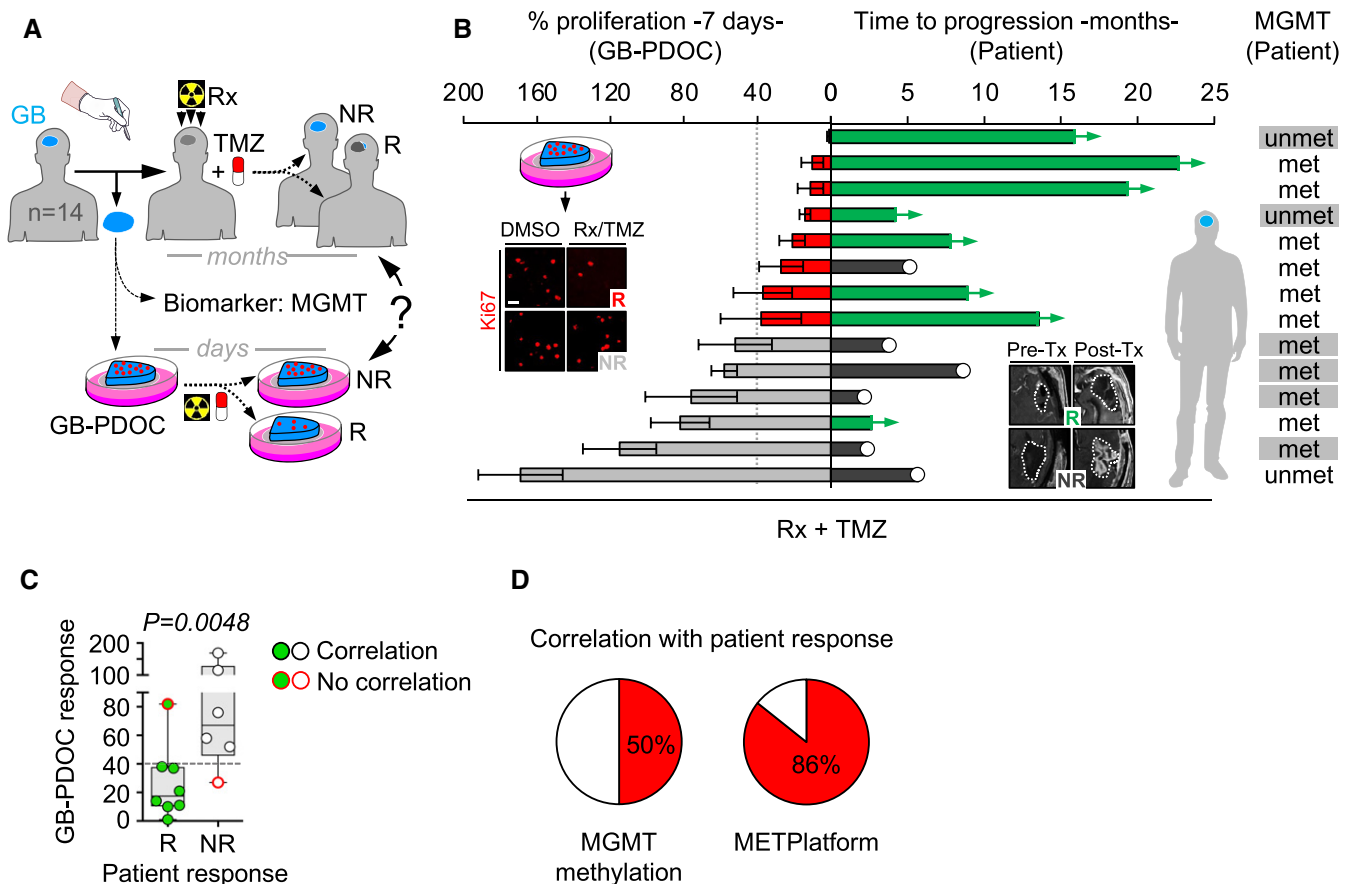 A
GB
n=14
Rx
TMZ
+
NR
R
months
Biomarker: MGMT
?
days
GB-PDOC
NR
R
B
% proliferation -7 days-
(GB-PDOC)
Time to progression -months-
(Patient)
MGMT
(Patient)
200 160 120 80 40 0 5 10 15 20 25
DMSO Rx/TMZ
Ki67
R
NR
Pre-Tx Post-Tx
R
NR
unmet
met
met
unmet
met
met
met
met
met
met
met
met
met
unmet
Rx + TMZ
C
P=0.0048
GB-PDOC response
200
100
80
60
40
20
0
R NR
Patient response
Correlation
No correlation
D
Correlation with patient response
50%
86%
MGMT
methylation
METPlatform